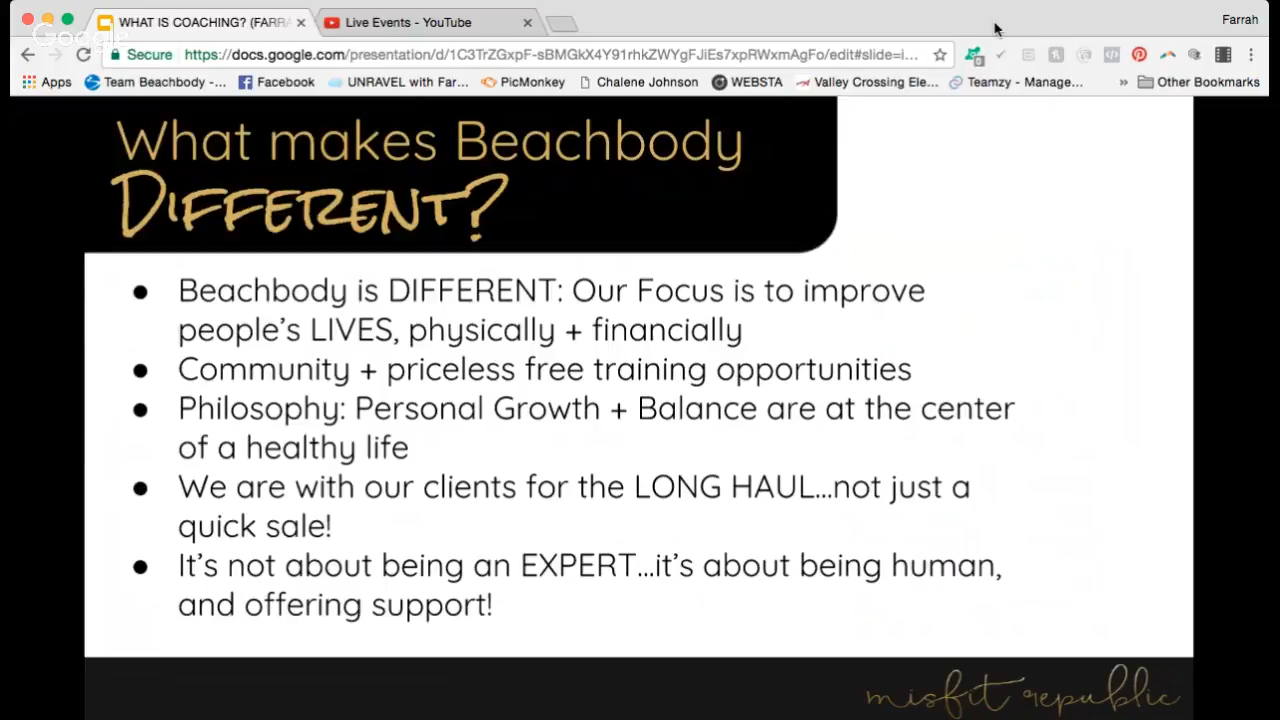 WHAT IS COACHING? (FARRA
Live Events - YouTube
Farrah
Google
Secure https://docs.google.com/presentation/d/1C3TrZGxpF-sBMGkX4Y91rhkZWYgFJiEs7xpRWxmAgFo/edit#slide=i...
Apps Team Beachbody -... Facebook UNRAVEL with Far... PicMonkey Chalene Johnson WEBSTA Valley Crossing Ele... Teamzy - Manage... » Other Bookmarks
What makes Beachbody
DIFFERENT?
● Beachbody is DIFFERENT: Our Focus is to improve
people's LIVES, physically + financially
● Community + priceless free training opportunities
● Philosophy: Personal Growth + Balance are at the center
of a healthy life
● We are with our clients for the LONG HAUL...not just a
quick sale!
● It's not about being an EXPERT...it's about being human,
and offering support!
misfit republic